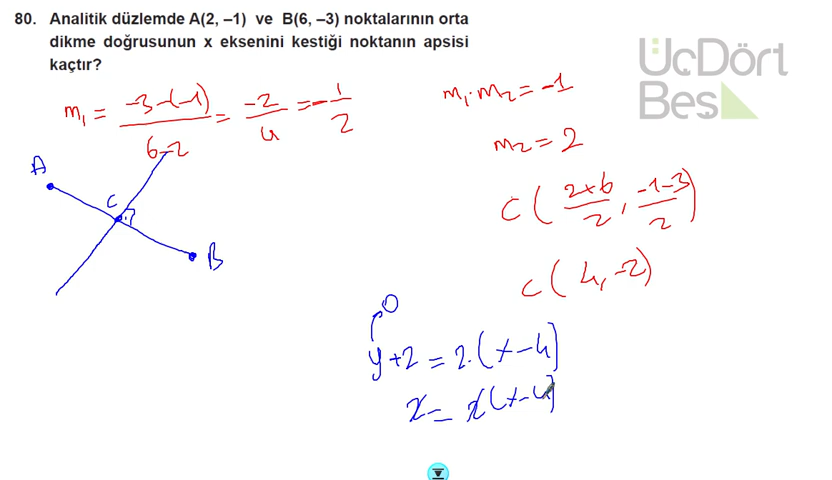 80. Analitik düzlemde A(2, –1) ve B(6, –3) noktalarının orta
dikme doğrusunun x eksenini kestiği noktanın apsisi
kaçtır?
ÜçDört
Beş
m₁ = -3-(-1) / 6-2 = -2/4 = -1/2
m₁.m₂ = -1
m₂ = 2
A
C
B
C ( 2+6 / 2 , -1-3 / 2 )
C ( 4, -2 )
0
y+2 = 2.(x-4)
2 = 2(x-4)